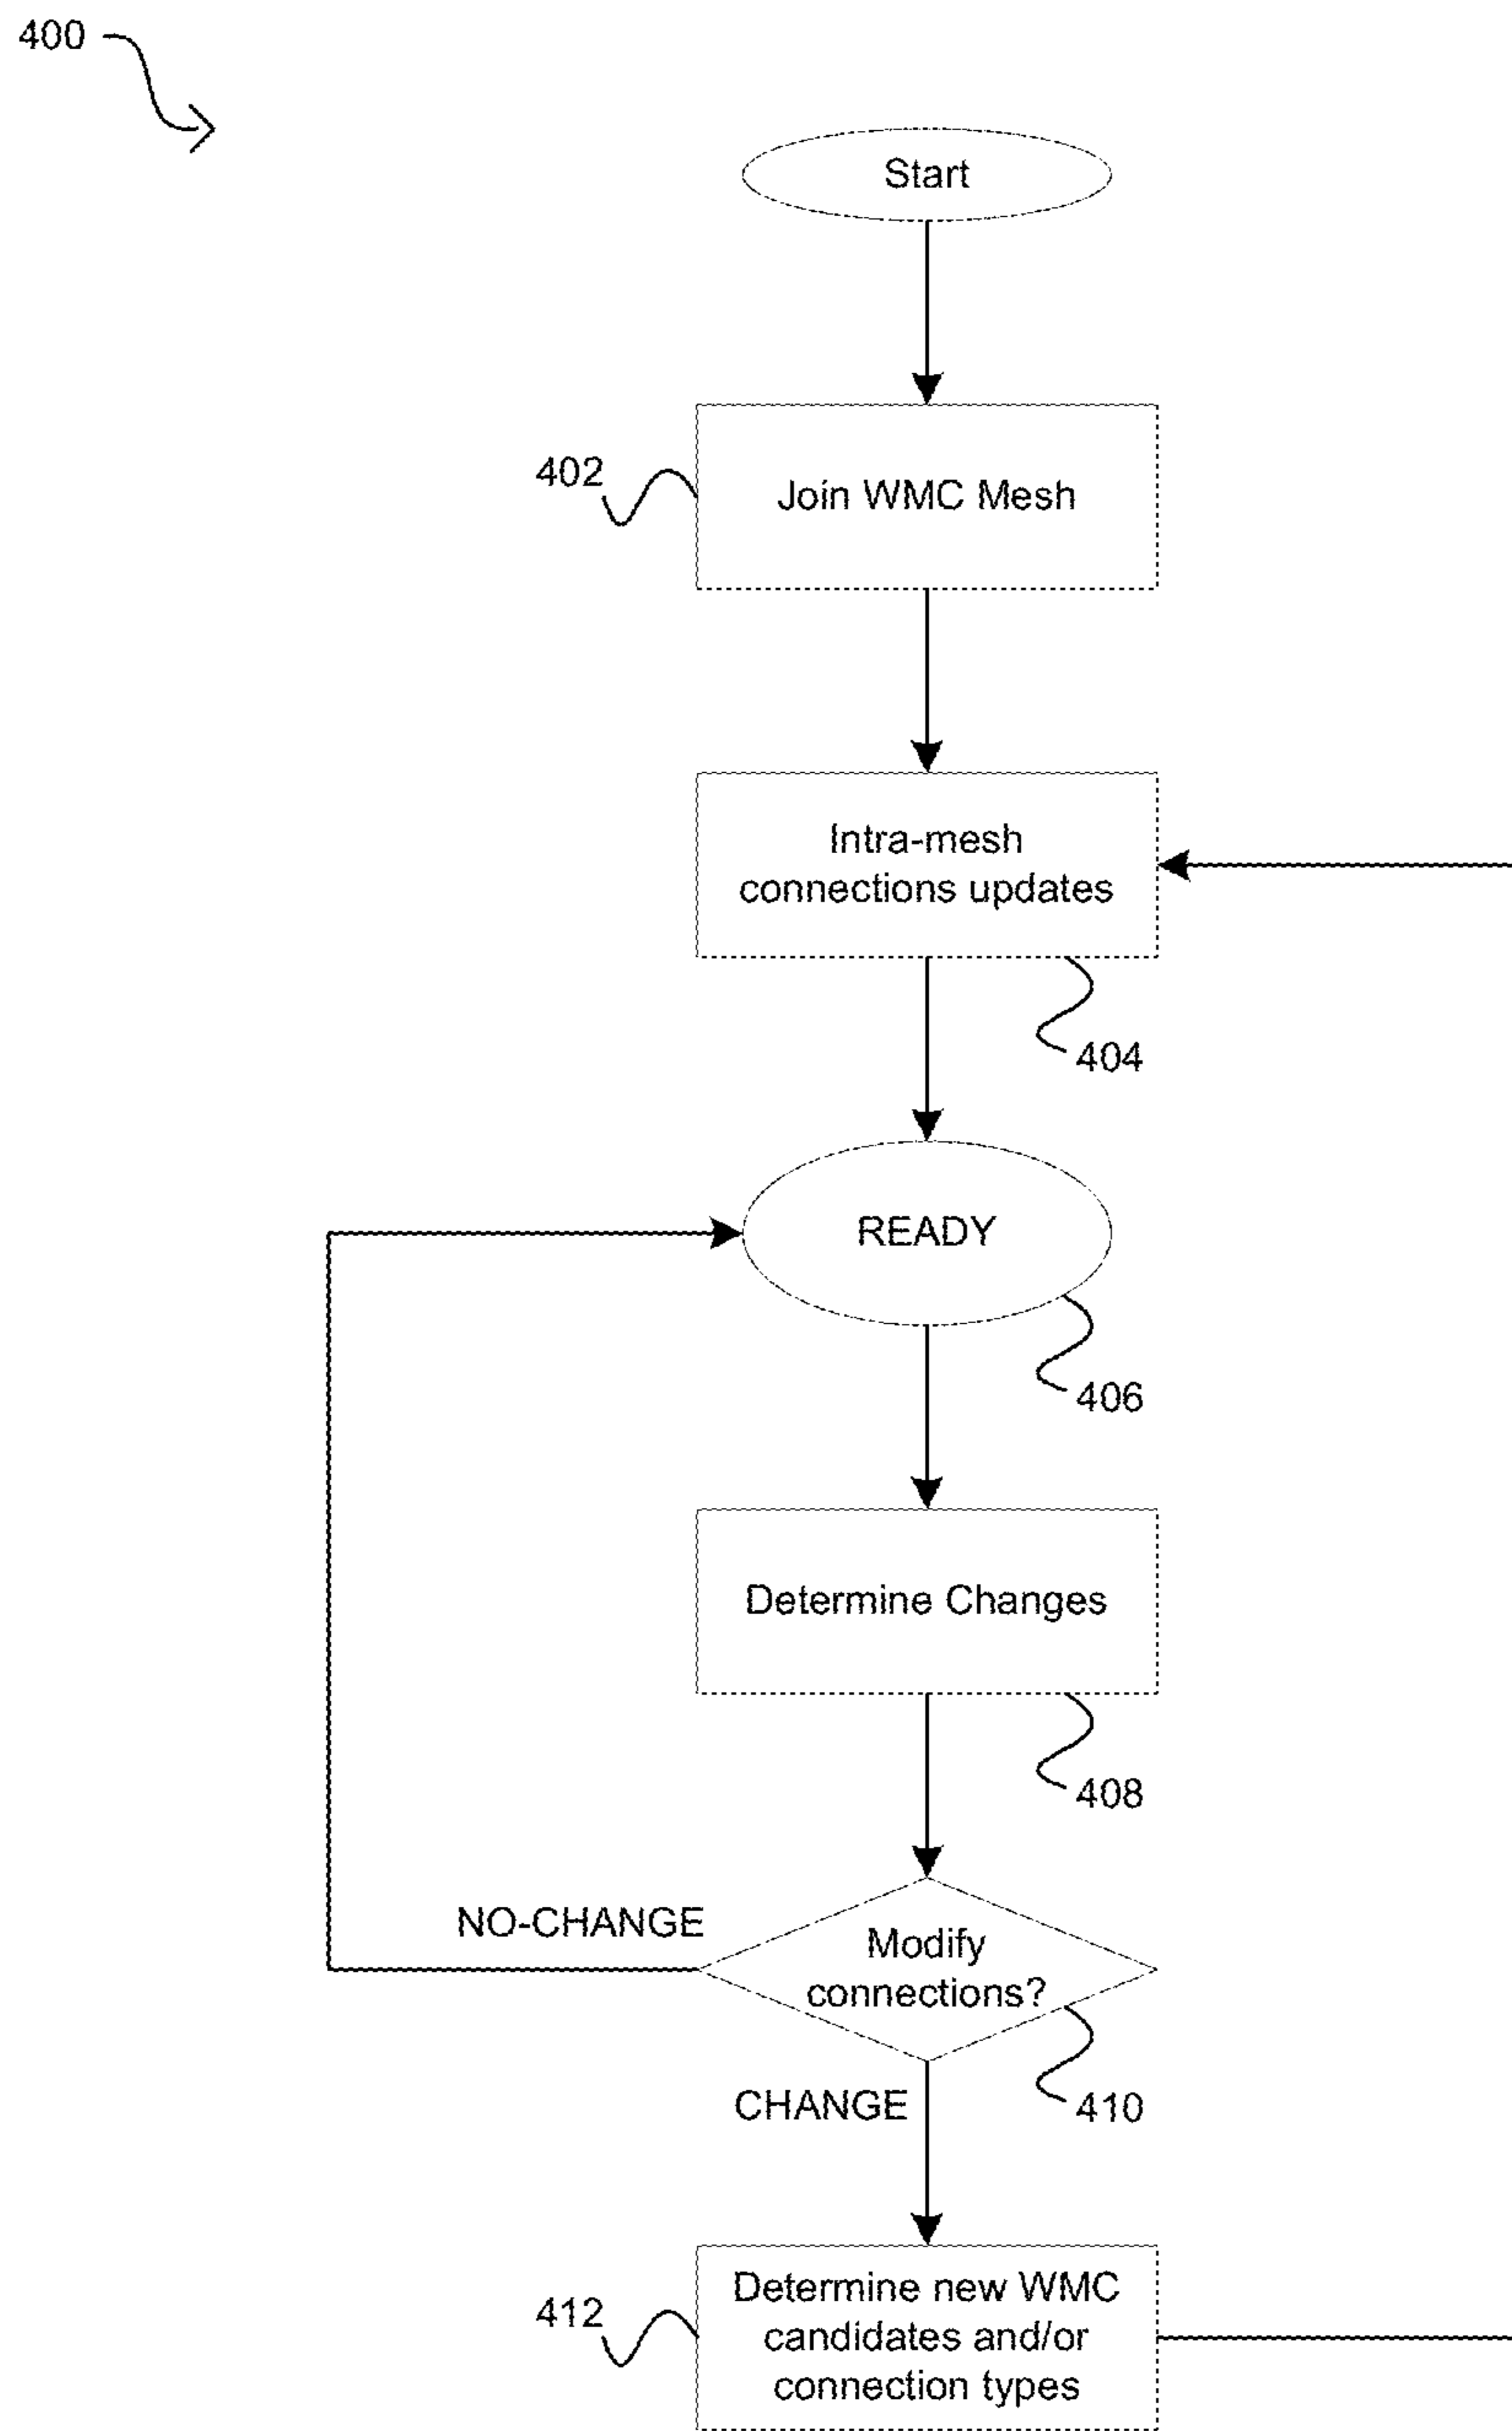 400
Start
402
Join WMC Mesh
Intra-mesh
connections updates
404
READY
406
Determine Changes
408
NO-CHANGE
Modify
connections?
CHANGE
410
412
Determine new WMC
candidates and/or
connection types